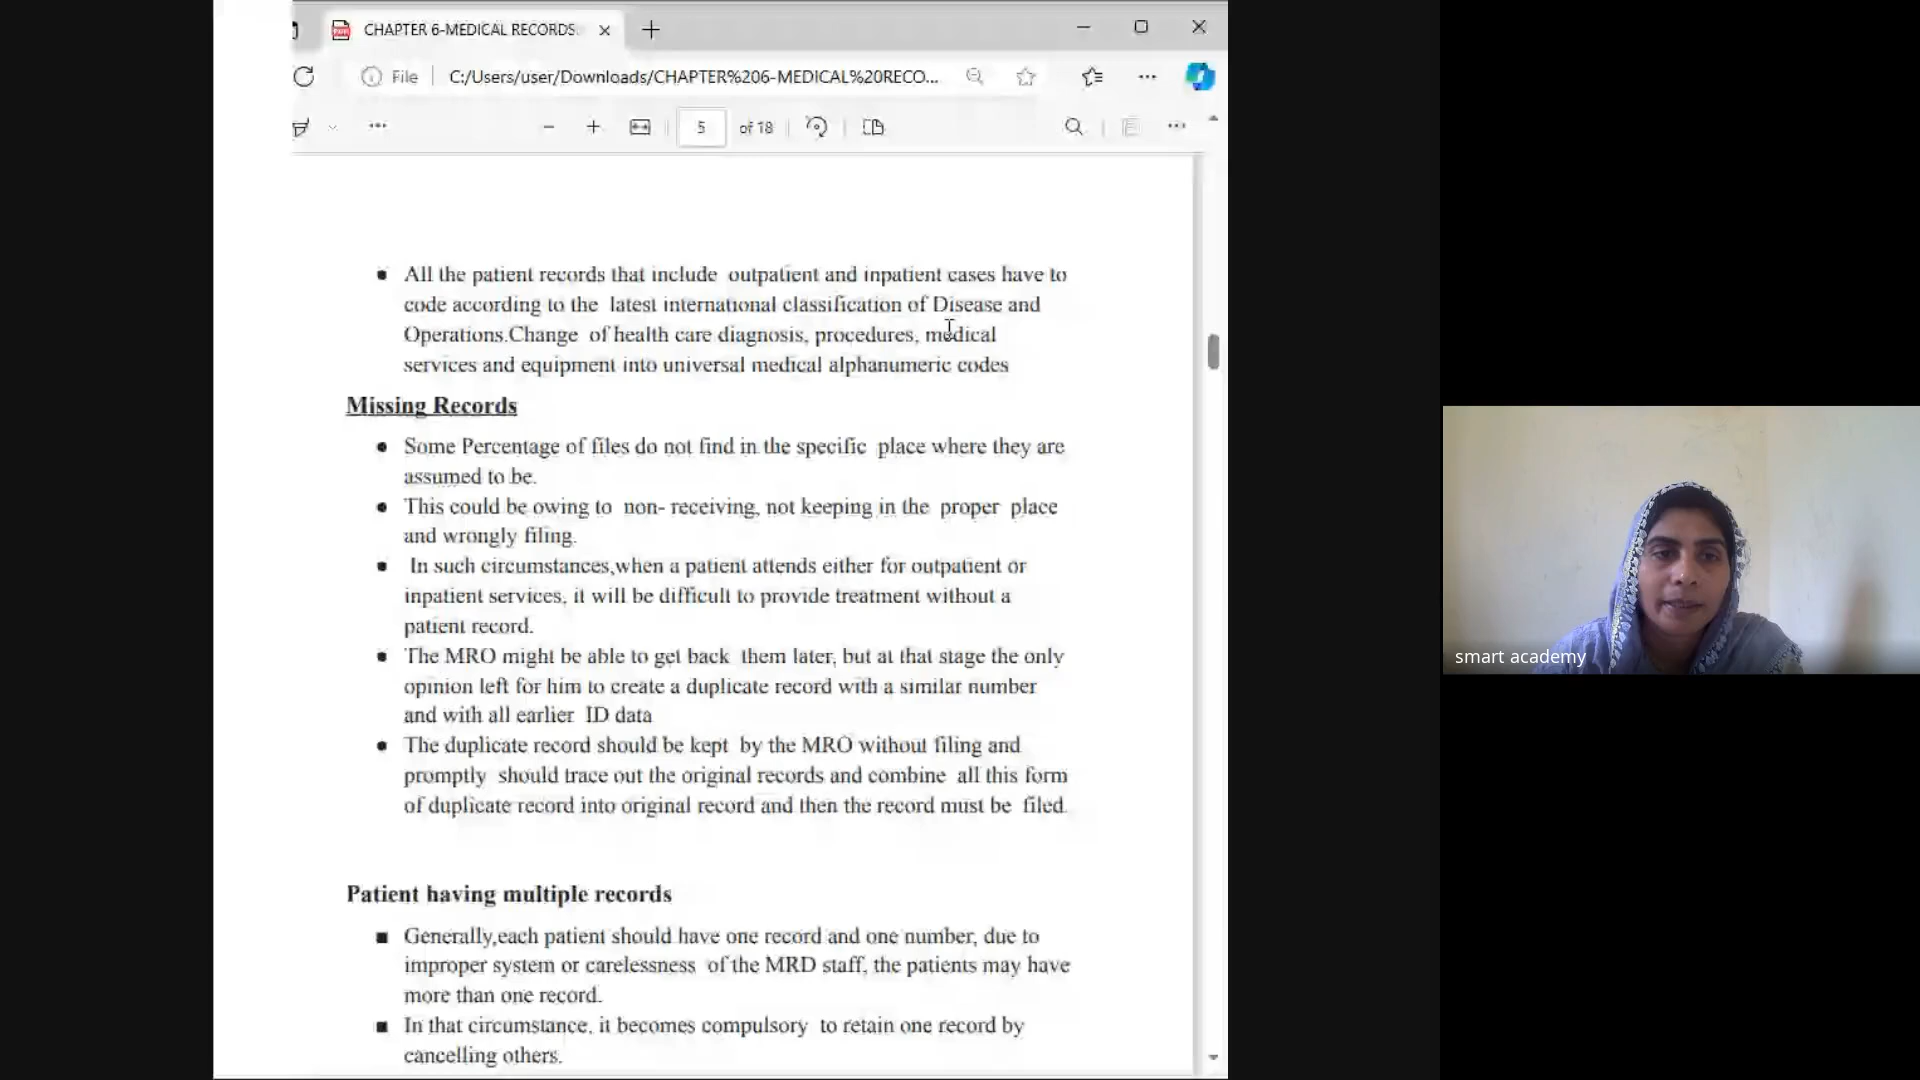 CHAPTER 6-MEDICAL RECORDS
File
C:/Users/user/Downloads/CHAPTER%206-MEDICAL%20RECO...
5 of 18
All the patient records that include outpatient and inpatient cases have to
code according to the latest international classification of Disease and
Operations.Change of health care diagnosis, procedures, medical
services and equipment into universal medical alphanumeric codes
Missing Records
Some Percentage of files do not find in the specific place where they are
assumed to be.
This could be owing to non- receiving, not keeping in the proper place
and wrongly filing.
In such circumstances,when a patient attends either for outpatient or
inpatient services, it will be difficult to provide treatment without a
patient record.
The MRO might be able to get back them later, but at that stage the only
opinion left for him to create a duplicate record with a similar number
and with all earlier ID data
The duplicate record should be kept by the MRO without filing and
promptly should trace out the original records and combine all this form
of duplicate record into original record and then the record must be filed.
Patient having multiple records
Generally,each patient should have one record and one number, due to
improper system or carelessness of the MRD staff, the patients may have
more than one record.
In that circumstance, it becomes compulsory to retain one record by
cancelling others.
smart academy